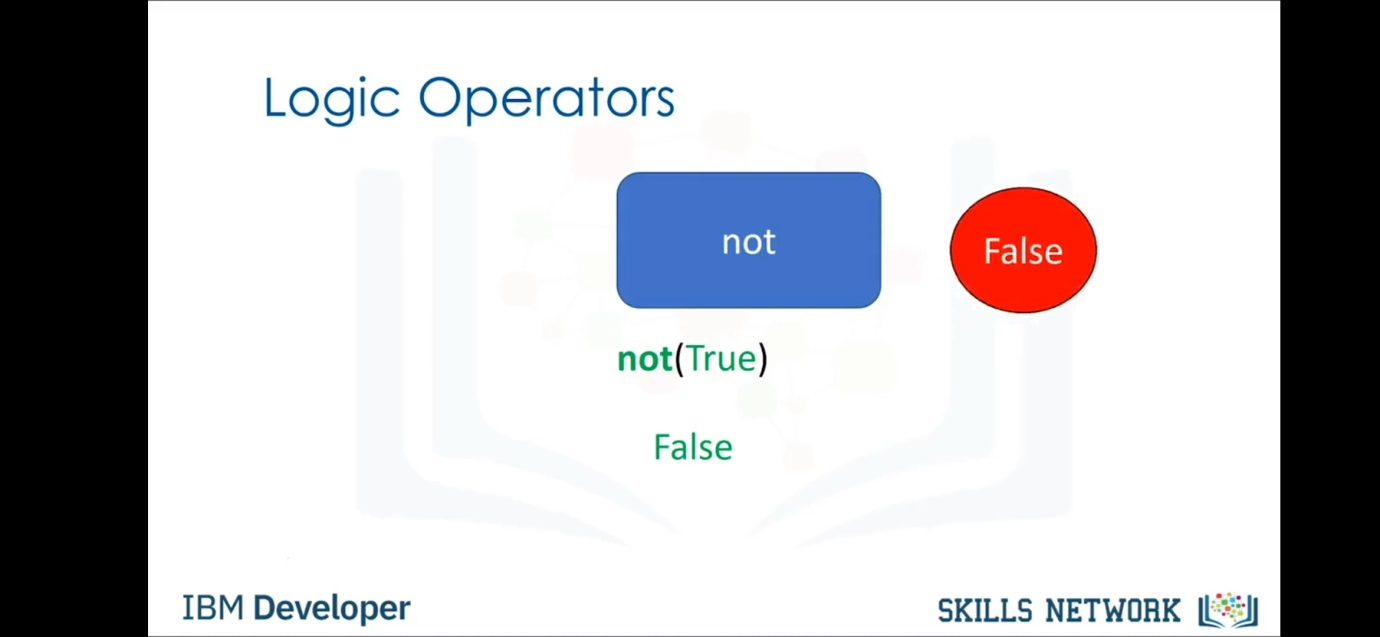 Logic Operators
not
False
not(True)
False
IBM Developer
SKILLS NETWORK